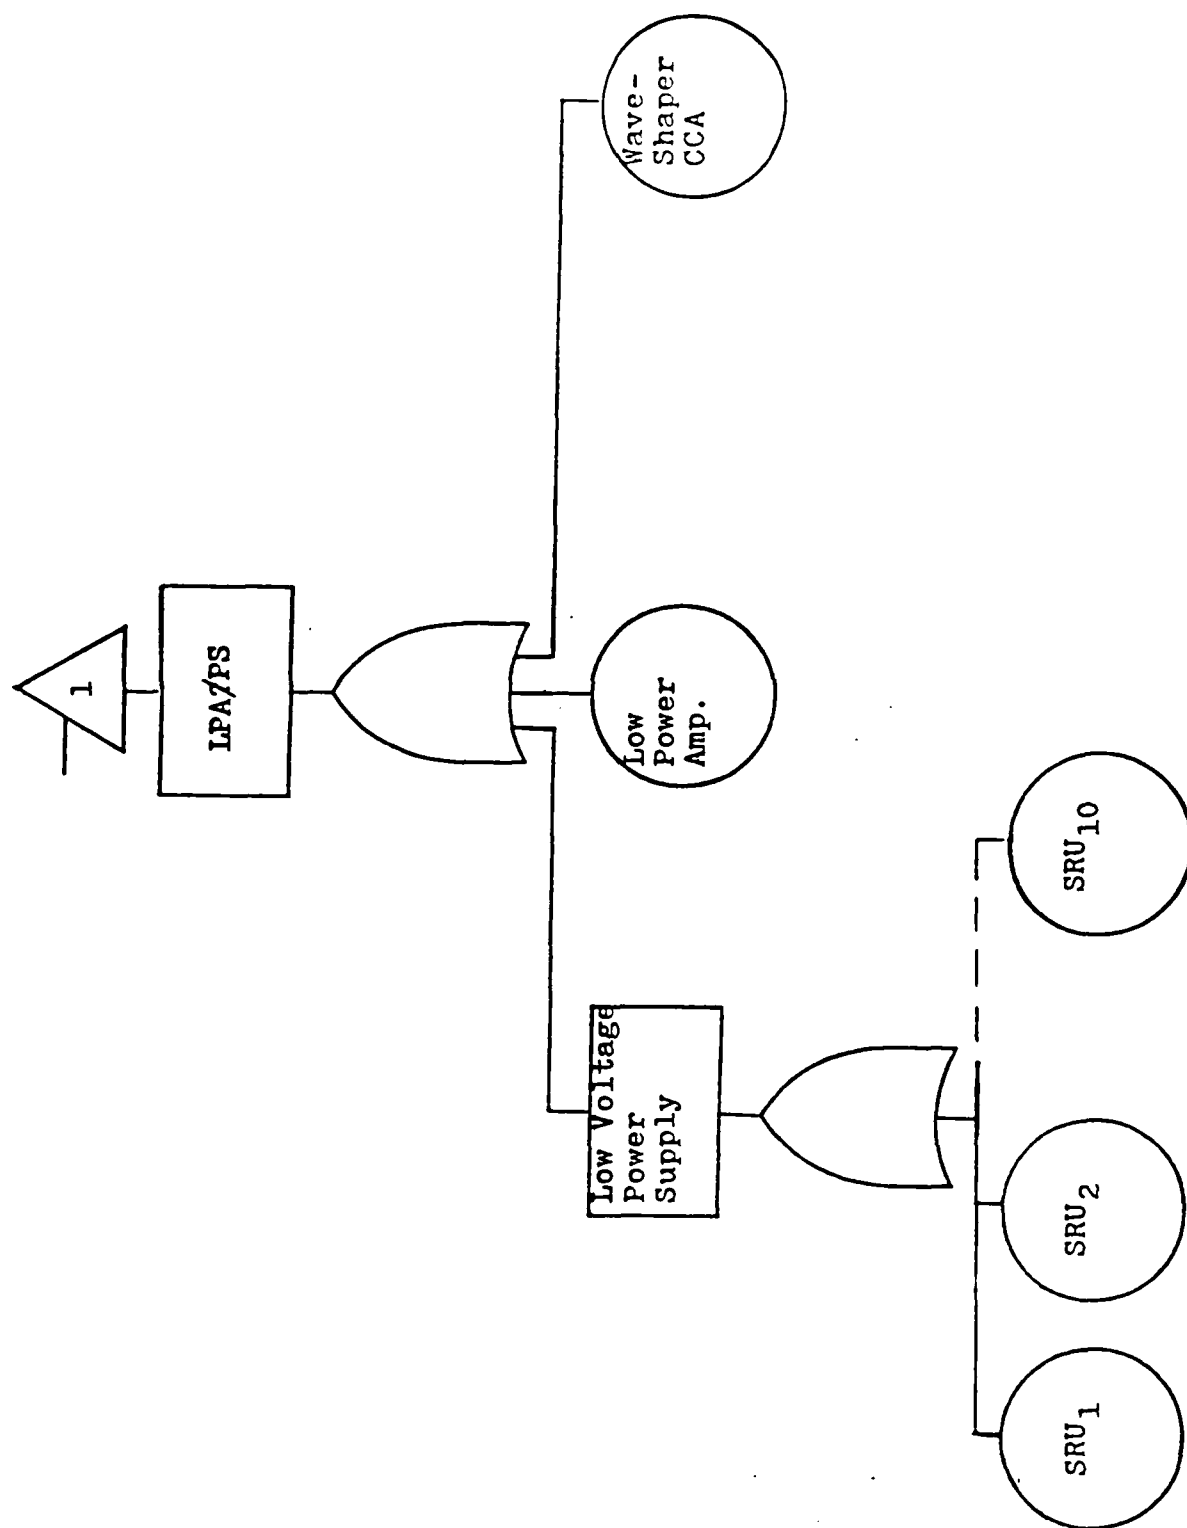 1
LPA/PS
Low Voltage
Power
Supply
Low
Power
Amp.
Wave-
Shaper
CCA
SRU1
SRU2
SRU10